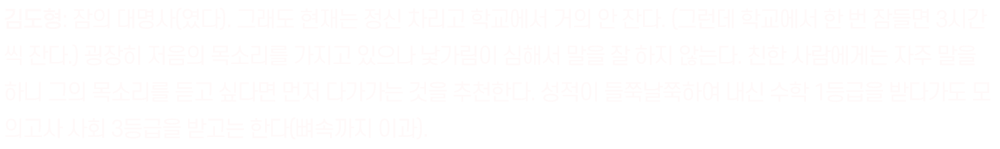 김도형. 잠의 대명사(였다). 그래도 현재는 정신 차리고 학교에서 거의 안 잔다. (그런데 학교에서 한 번 잠들면 3시간
씩 잔다.) 굉장히 저음의 목소리를 가지고 있으나 낯가림이 심해서 말을 잘 하지 않는다. 친한 사람에게는 자주 말을
하니 그의 목소리를 듣고 싶다면 먼저 다가가는 것을 추천한다. 성적이 들쭉날쭉하여 내신 수학 1등급을 받다가도 모
의고사 사회 3등급을 받고는 한다(뼈속까지 이과).